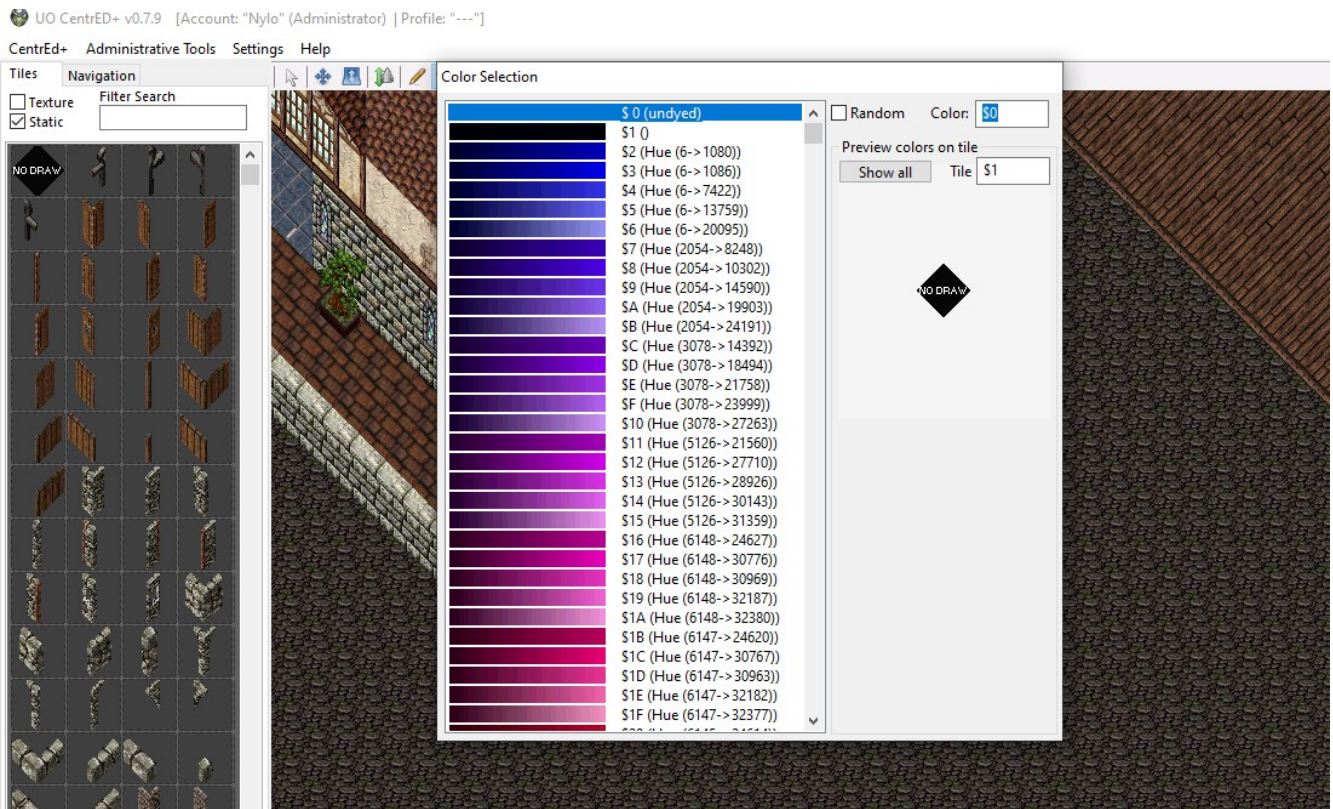 UO CentrED+ v0.7.9 [Account: "Nylo" (Administrator) | Profile: "---"]
CentrEd+ Administrative Tools Settings Help
Tiles Navigation
Texture
Static
Filter Search
NO DRAW
Color Selection
$ 0 (undyed)
$1 ()
$2 (Hue (6->1080))
$3 (Hue (6->1086))
$4 (Hue (6->7422))
$5 (Hue (6->13759))
$6 (Hue (6->20095))
$7 (Hue (2054->8248))
$8 (Hue (2054->10302))
$9 (Hue (2054->14590))
$A (Hue (2054->19903))
$B (Hue (2054->24191))
$C (Hue (3078->14392))
$D (Hue (3078->18494))
$E (Hue (3078->21758))
$F (Hue (3078->23999))
$10 (Hue (3078->27263))
$11 (Hue (5126->21560))
$12 (Hue (5126->27710))
$13 (Hue (5126->28926))
$14 (Hue (5126->30143))
$15 (Hue (5126->31359))
$16 (Hue (6148->24627))
$17 (Hue (6148->30776))
$18 (Hue (6148->30969))
$19 (Hue (6148->32187))
$1A (Hue (6148->32380))
$1B (Hue (6147->24620))
$1C (Hue (6147->30767))
$1D (Hue (6147->30963))
$1E (Hue (6147->32182))
$1F (Hue (6147->32377))
Random Color: $0
Preview colors on tile
Show all Tile $1
NO DRAW